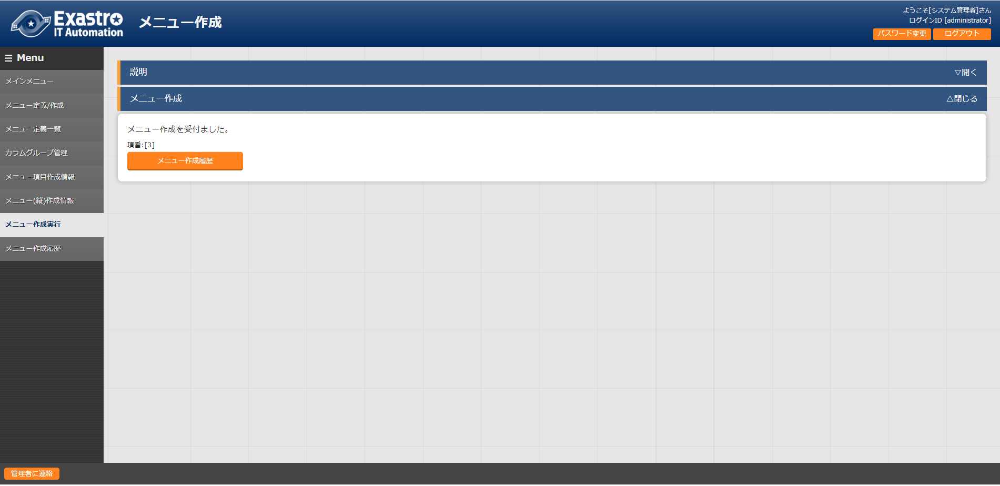 Exastro
IT Automation
メニュー作成
ようこそ[システム管理者]さん
ログインID [administrator]
パスワード変更
ログアウト
Menu
メインメニュー
メニュー定義/作成
メニュー定義一覧
カラムグループ管理
メニュー項目作成情報
メニュー(縦)作成情報
メニュー作成実行
メニュー作成履歴
説明
▽開く
メニュー作成
△閉じる
メニュー作成を受付ました。
項番:[3]
メニュー作成履歴
管理者に連絡